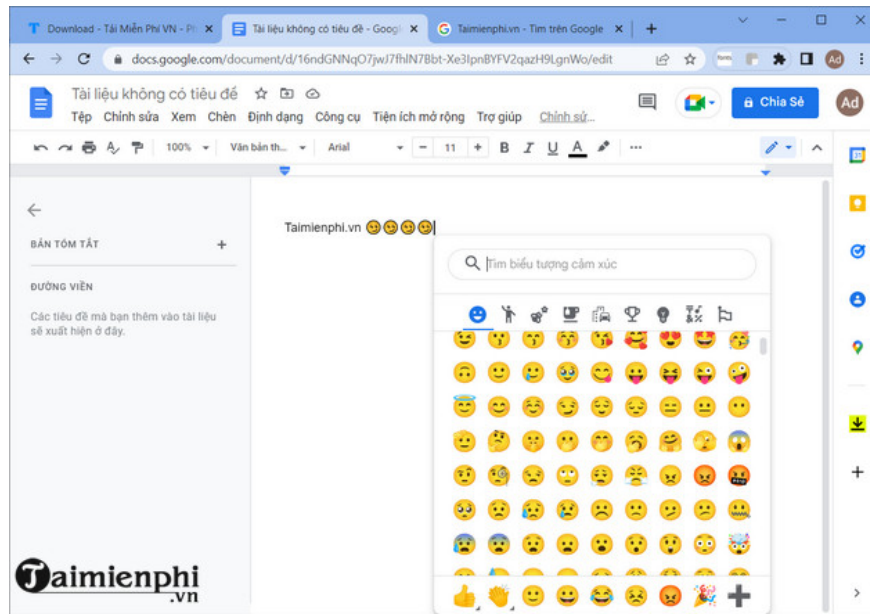 Download - Tải Miễn Phí VN - Ph
Tài liệu không có tiêu đề - Googl
Taimienphi.vn - Tìm trên Google
docs.google.com/document/d/16ndGNNqO7jwJ7fhlN7Bbt-Xe3IpnBYFV2qazH9LgnWo/edit
Ad
Tài liệu không có tiêu đề
Tệp Chỉnh sửa Xem Chèn Định dạng Công cụ Tiện ích mở rộng Trợ giúp Chỉnh sử...
Chia Sẻ
Ad
100% Văn bản th... Arial 11 B I U A
BẢN TÓM TẮT
ĐƯỜNG VIỀN
Các tiêu đề mà bạn thêm vào tài liệu
sẽ xuất hiện ở đây.
Taimienphi.vn 😏😏😏😏
Tìm biểu tượng cảm xúc
Taimienphi
.vn